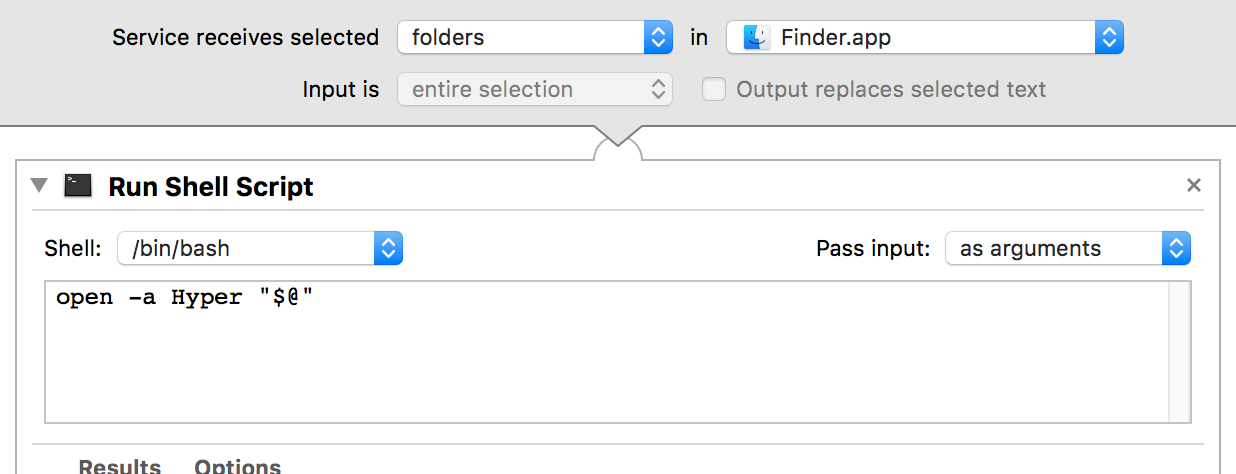 Service receives selected folders in Finder.app
Input is entire selection Output replaces selected text
Run Shell Script
Shell: /bin/bash Pass input: as arguments
open -a Hyper "$@"
Results Options